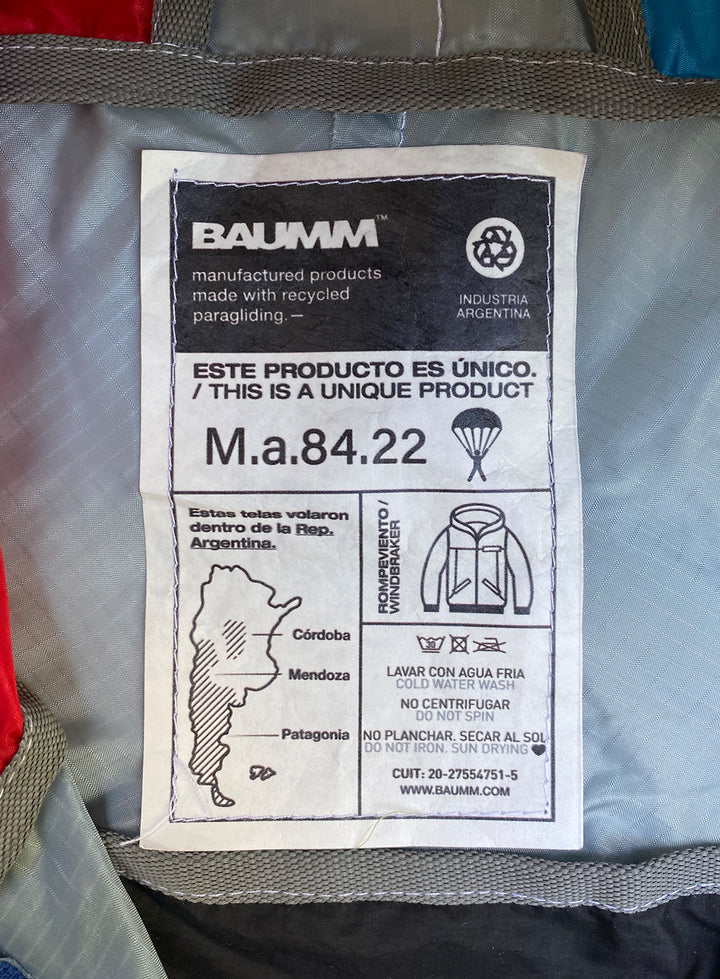 BAUMM™
manufactured products
made with recycled
paragliding.—
INDUSTRIA
ARGENTINA
ESTE PRODUCTO ES ÚNICO.
/ THIS IS A UNIQUE PRODUCT
M.a.84.22
Estas telas volaron
dentro de la Rep.
Argentina.
Córdoba
Mendoza
Patagonia
ROMPEVIENTO /
WINDBRAKER
30
LAVAR CON AGUA FRIA
COLD WATER WASH
NO CENTRIFUGAR
DO NOT SPIN
NO PLANCHAR. SECAR AL SOL
DO NOT IRON. SUN DRYING
CUIT: 20-27554751-5
WWW.BAUMM.COM